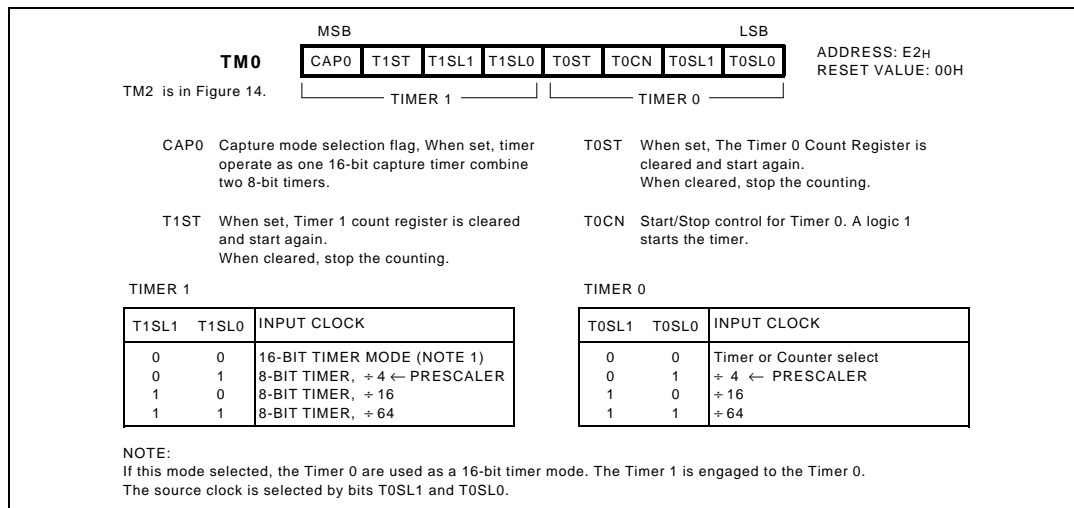 MSB LSB
TM0 CAP0 T1ST T1SL1 T1SL0 T0ST T0CN T0SL1 T0SL0 ADDRESS: E2H
RESET VALUE: 00H
TM2 is in Figure 14.
TIMER 1 TIMER 0
CAP0 Capture mode selection flag, When set, timer
operate as one 16-bit capture timer combine
two 8-bit timers.
T1ST When set, Timer 1 count register is cleared
and start again.
When cleared, stop the counting.
T0ST When set, The Timer 0 Count Register is
cleared and start again.
When cleared, stop the counting.
T0CN Start/Stop control for Timer 0. A logic 1
starts the timer.
TIMER 1
T1SL1 T1SL0 INPUT CLOCK
0 0 16-BIT TIMER MODE (NOTE 1)
0 1 8-BIT TIMER, ÷ 4 ← PRESCALER
1 0 8-BIT TIMER, ÷ 16
1 1 8-BIT TIMER, ÷ 64
TIMER 0
T0SL1 T0SL0 INPUT CLOCK
0 0 Timer or Counter select
0 1 ÷ 4 ← PRESCALER
1 0 ÷ 16
1 1 ÷ 64
NOTE:
If this mode selected, the Timer 0 are used as a 16-bit timer mode. The Timer 1 is engaged to the Timer 0.
The source clock is selected by bits T0SL1 and T0SL0.